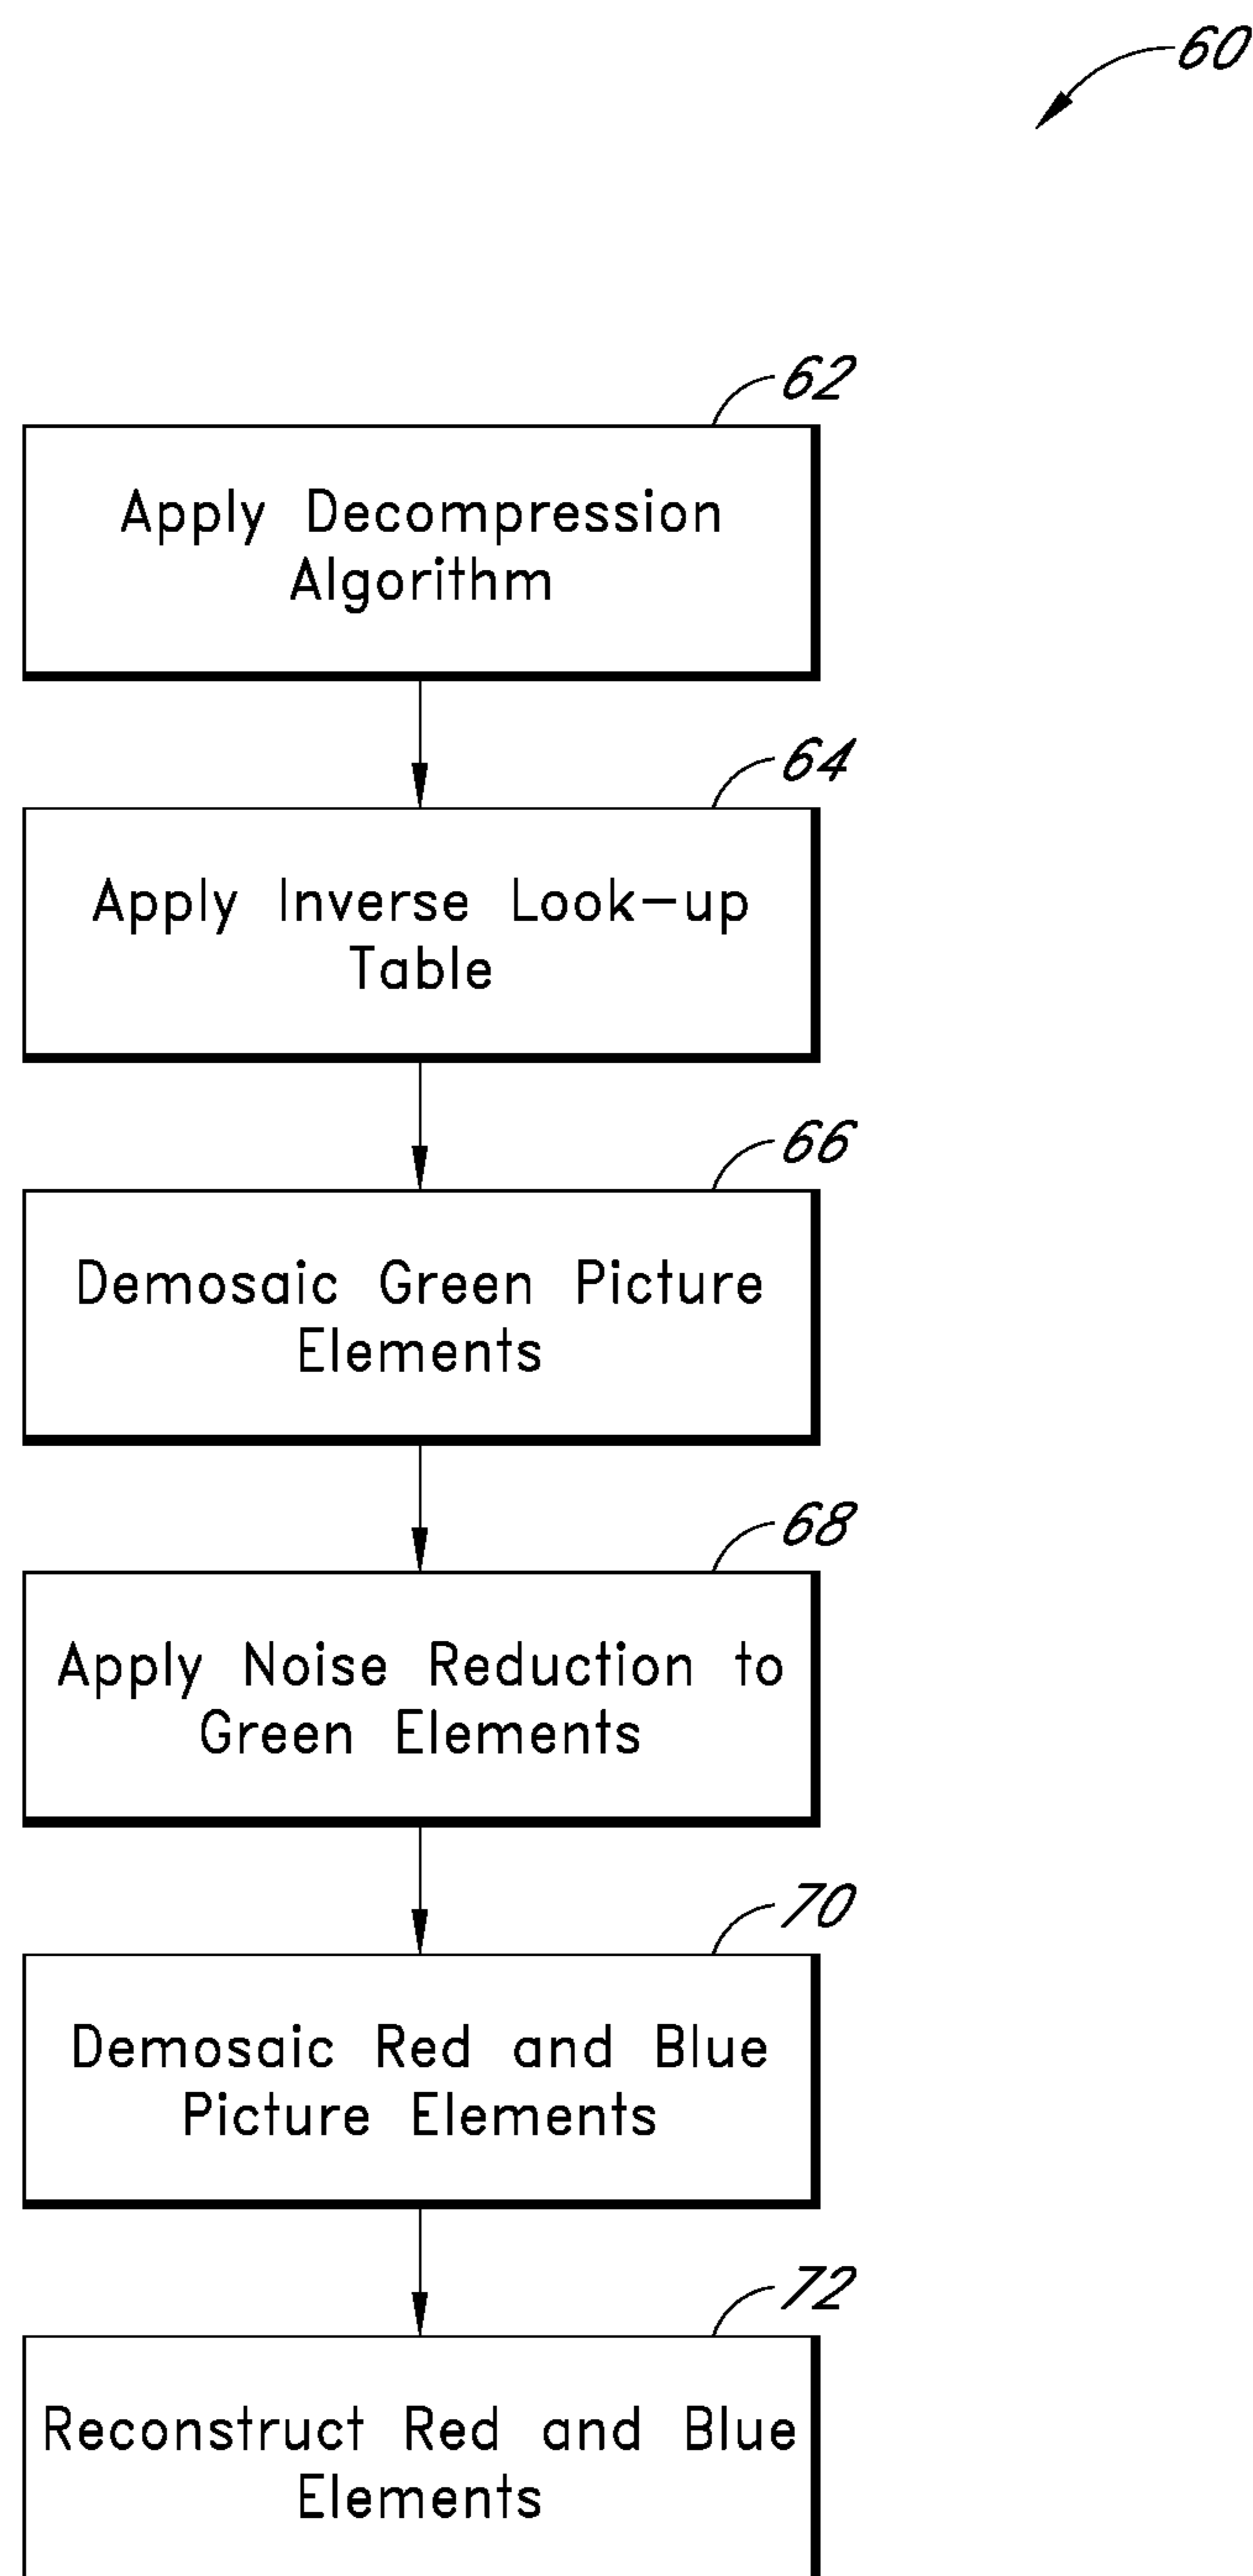 60
62
Apply Decompression
Algorithm
64
Apply Inverse Look-up
Table
66
Demosaic Green Picture
Elements
68
Apply Noise Reduction to
Green Elements
70
Demosaic Red and Blue
Picture Elements
72
Reconstruct Red and Blue
Elements